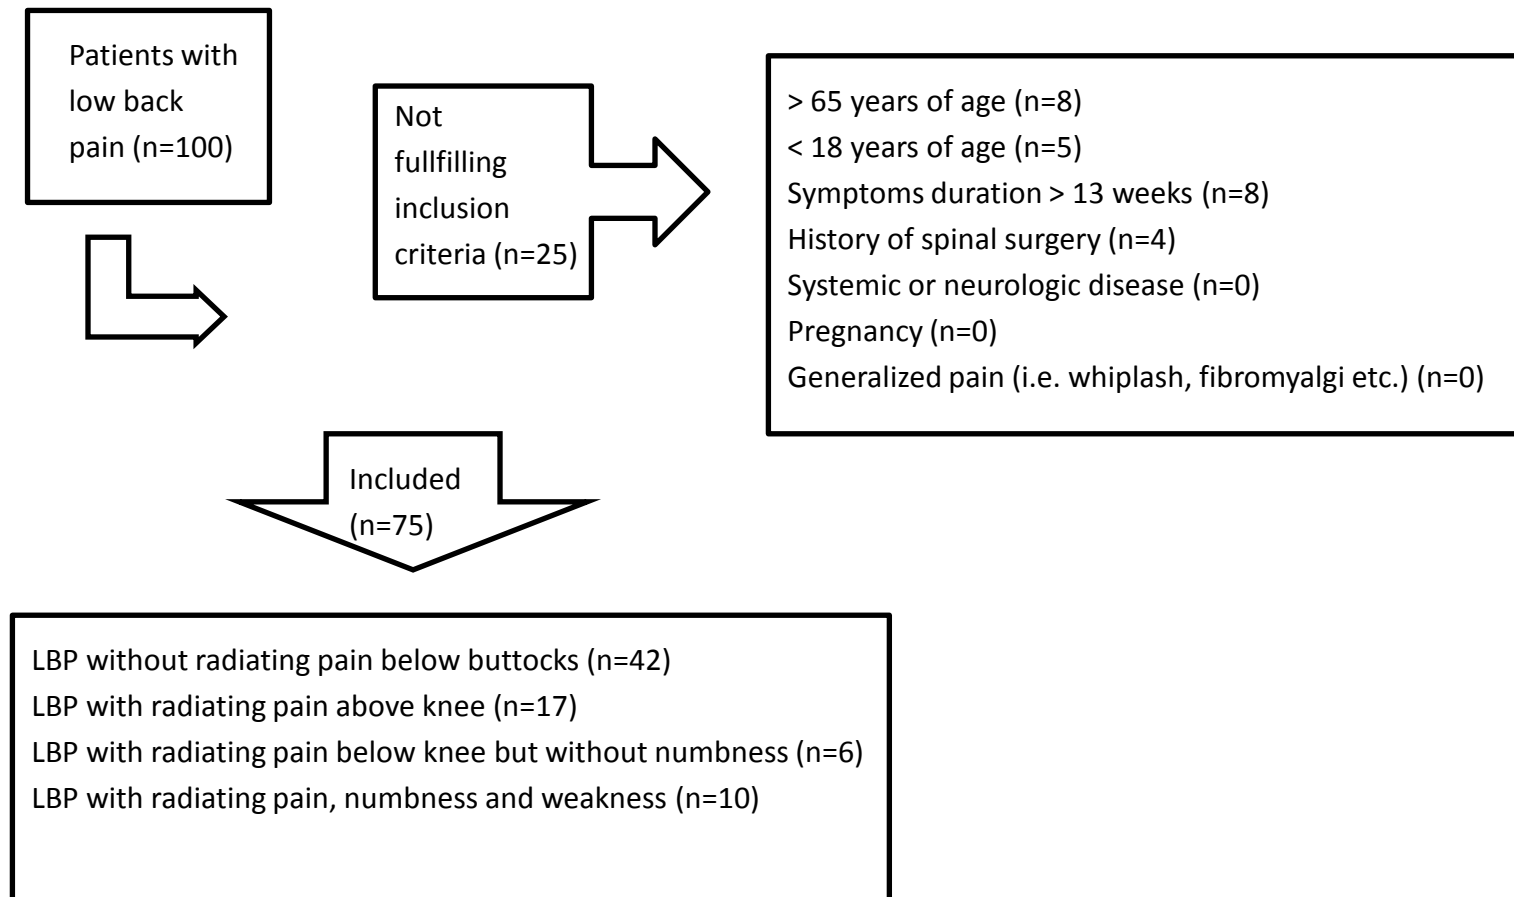 Patients with
low back
pain (n=100)
Not
fullfilling
inclusion
criteria (n=25)
> 65 years of age (n=8)
< 18 years of age (n=5)
Symptoms duration > 13 weeks (n=8)
History of spinal surgery (n=4)
Systemic or neurologic disease (n=0)
Pregnancy (n=0)
Generalized pain (i.e. whiplash, fibromyalgi etc.) (n=0)
Included
(n=75)
LBP without radiating pain below buttocks (n=42)
LBP with radiating pain above knee (n=17)
LBP with radiating pain below knee but without numbness (n=6)
LBP with radiating pain, numbness and weakness (n=10)